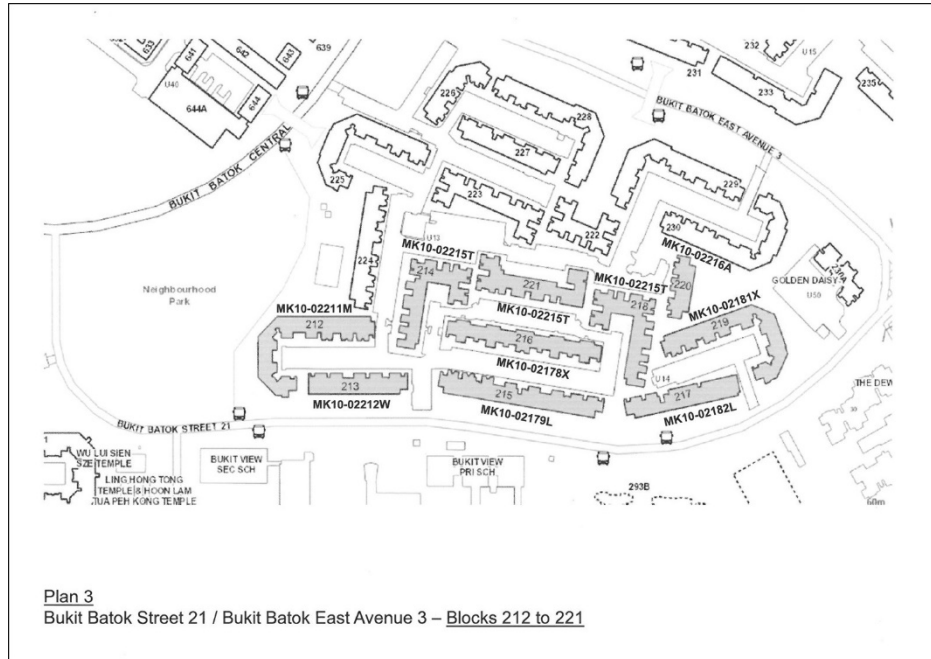 633
641
642
643
639
U40
644A
644
BUKIT BATOK CENTRAL
226
228
227
225
223
222
224
U13
231
232
U15
233
235
BUKIT BATOK EAST AVENUE 3
229
230
GOLDEN DAISY
U50
230A
Neighbourhood
Park
MK10-02215T
214
221
MK10-02215T
MK10-02215T
218
MK10-02216A
220
MK10-02181X
219
MK10-02211M
212
216
MK10-02178X
213
MK10-02212W
215
MK10-02179L
U14
217
MK10-02182L
THE DEW
BUKIT BATOK STREET 21
1
WU LUI SIEN
SZE TEMPLE
LING HONG TONG
TEMPLE & HOON LAM
TUA PEH KONG TEMPLE
BUKIT VIEW
SEC SCH
BUKIT VIEW
PRI SCH
293B
60m
Plan 3
Bukit Batok Street 21 / Bukit Batok East Avenue 3 – Blocks 212 to 221